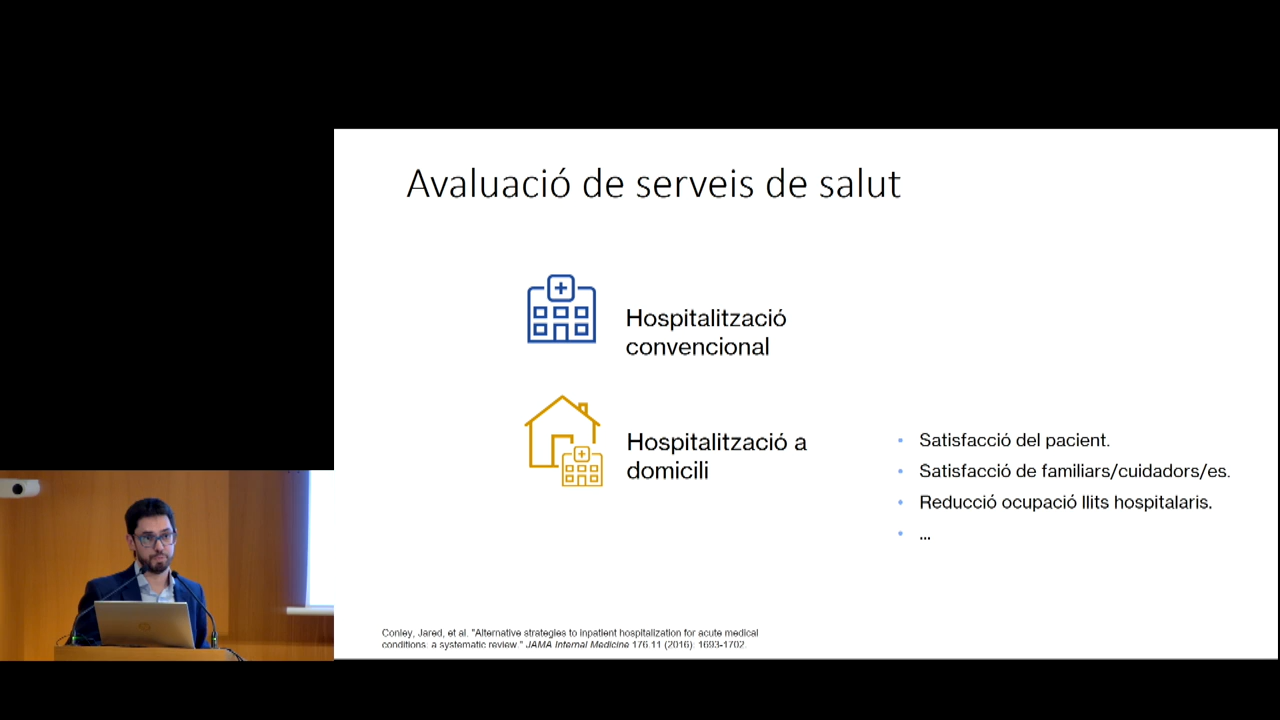 Avaluació de serveis de salut
Hospitalització
convencional
Hospitalització a
domicili
• Satisfacció del pacient.
• Satisfacció de familiars/cuidadors/es.
• Reducció ocupació llits hospitalaris.
• ...
Conley, Jared, et al. "Alternative strategies to inpatient hospitalization for acute medical
conditions: a systematic review." JAMA Internal Medicine 176.11 (2016): 1693-1702.